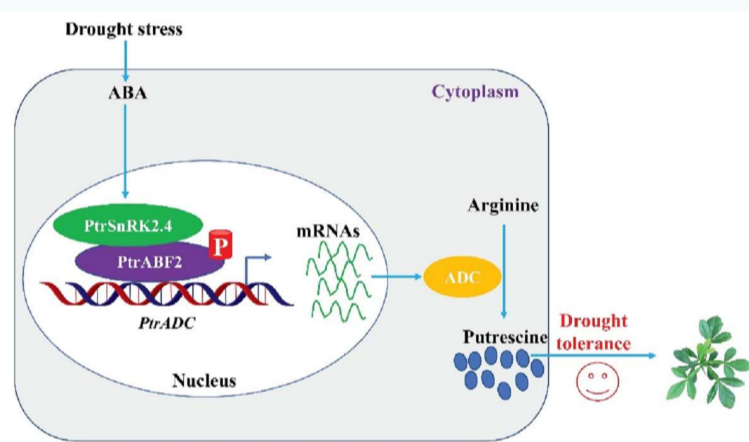 Drought stress
ABA
Cytoplasm
PtrSnRK2.4
P
PtrABF2
PtrADC
mRNAs
Nucleus
Arginine
ADC
Putrescine
Drought
tolerance